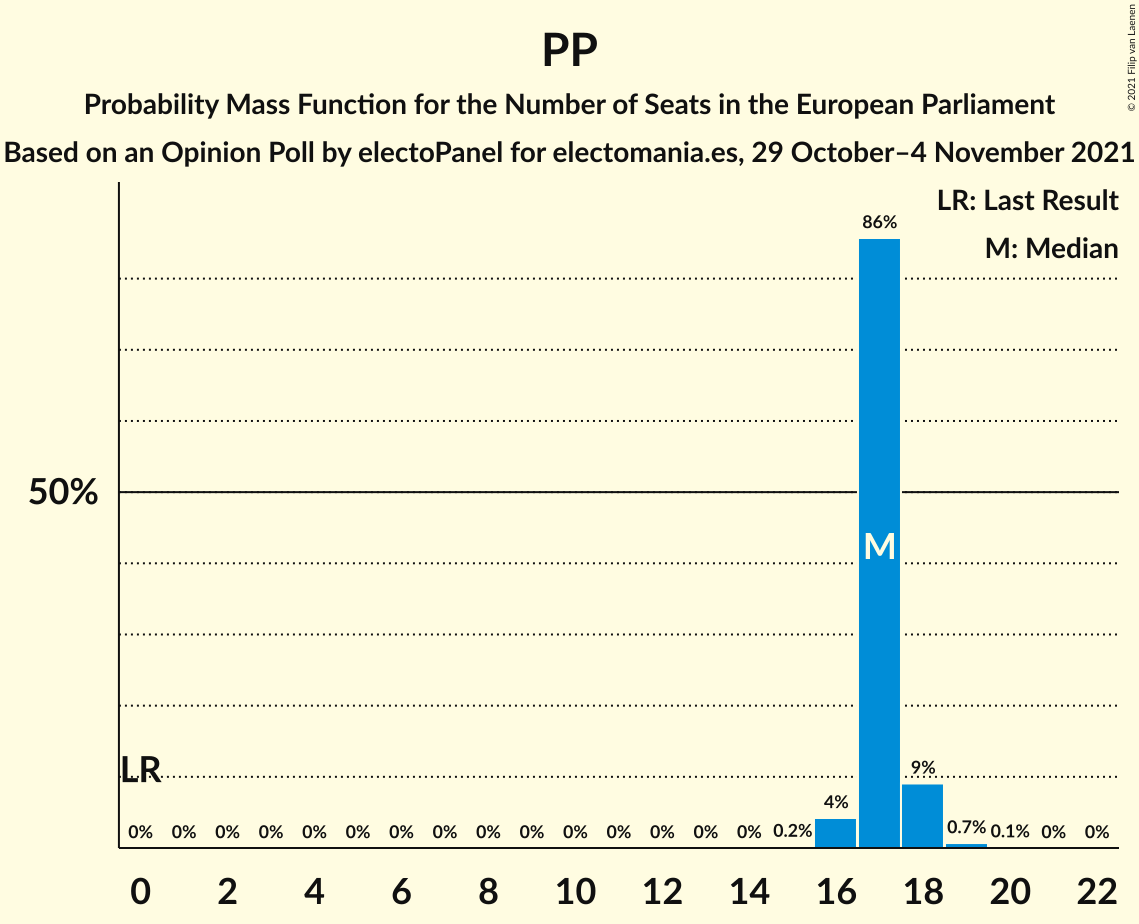 PP
Probability Mass Function for the Number of Seats in the European Parliament
Based on an Opinion Poll by electoPanel for electomania.es, 29 October–4 November 2021
© 2021 Filip van Laenen
LR: Last Result
M: Median
86%
50%
M
LR
9%
4%
0% 0% 0% 0% 0% 0% 0% 0% 0% 0% 0% 0% 0% 0% 0% 0.2% 0.7% 0.1% 0% 0%
0 2 4 6 8 10 12 14 16 18 20 22